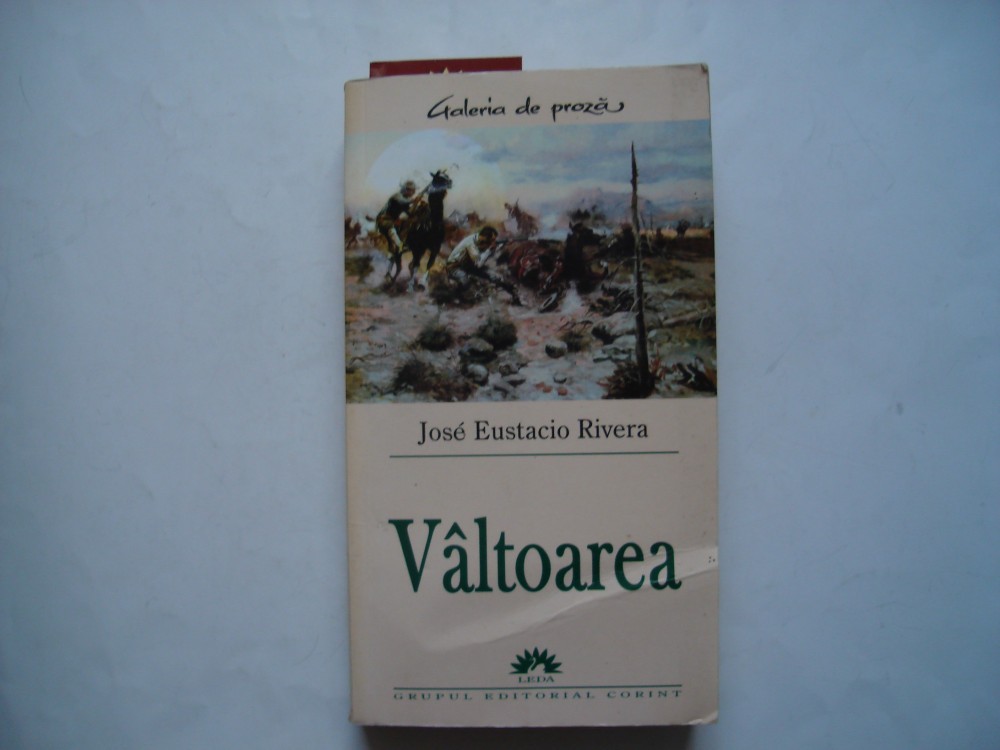 Galeria de proză
José Eustacio Rivera
Vâltoarea
LEDA
GRUPUL EDITORIAL CORINT